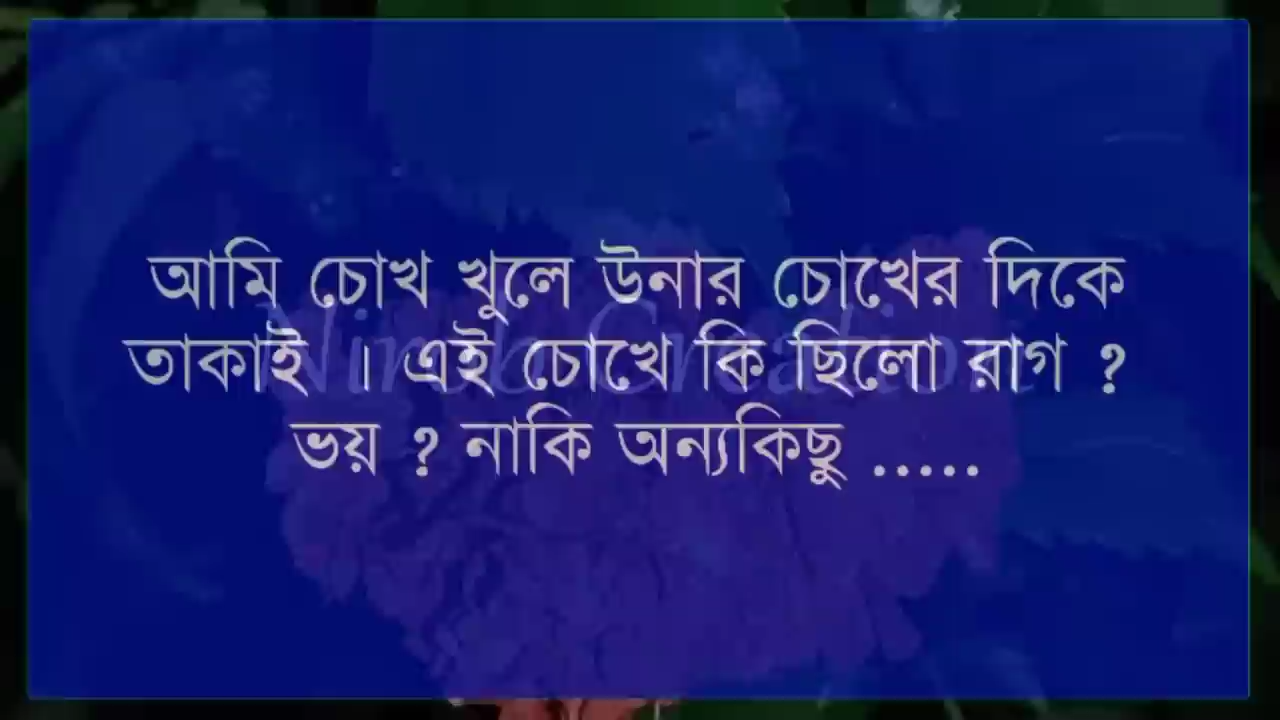 আমি চোখ খুলে উনার চোখের দিকে
তাকাই । এই চোখে কি ছিলো রাগ ?
ভয় ? নাকি অন্যকিছু .....